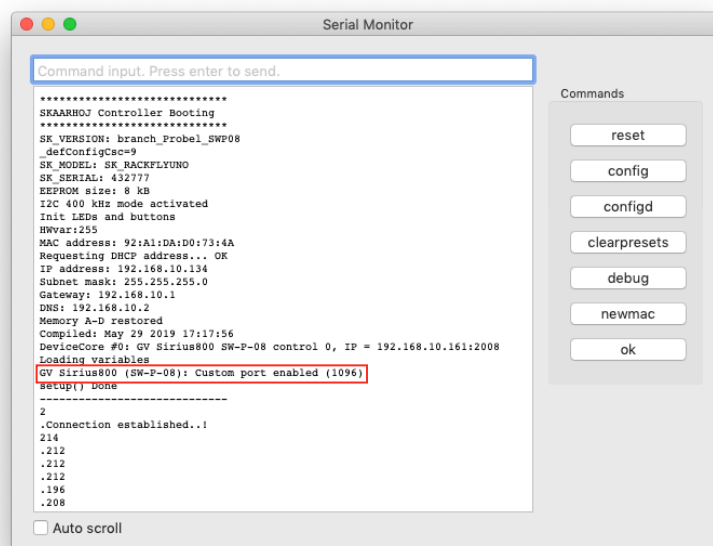 Serial Monitor
Command input. Press enter to send.
*****************************
SKAARHOJ Controller Booting
*****************************
SK_VERSION: branch_Probel_SWP08
_defConfigCsc=9
SK_MODEL: SK_RACKFLYUNO
SK_SERIAL: 432777
EEPROM size: 8 kB
I2C 400 kHz mode activated
Init LEDs and buttons
HWvar:255
MAC address: 92:A1:DA:D0:73:4A
Requesting DHCP address... OK
IP address: 192.168.10.134
Subnet mask: 255.255.255.0
Gateway: 192.168.10.1
DNS: 192.168.10.2
Memory A-D restored
Compiled: May 29 2019 17:17:56
DeviceCore #0: GV Sirius800 SW-P-08 control 0, IP = 192.168.10.161:2008
Loading variables
GV Sirius800 (SW-P-08): Custom port enabled (1096)
setup() Done
----------------------------
2
.Connection established..!
214
.212
.212
.212
.196
.208
Auto scroll
Commands
reset
config
configd
clearpresets
debug
newmac
ok